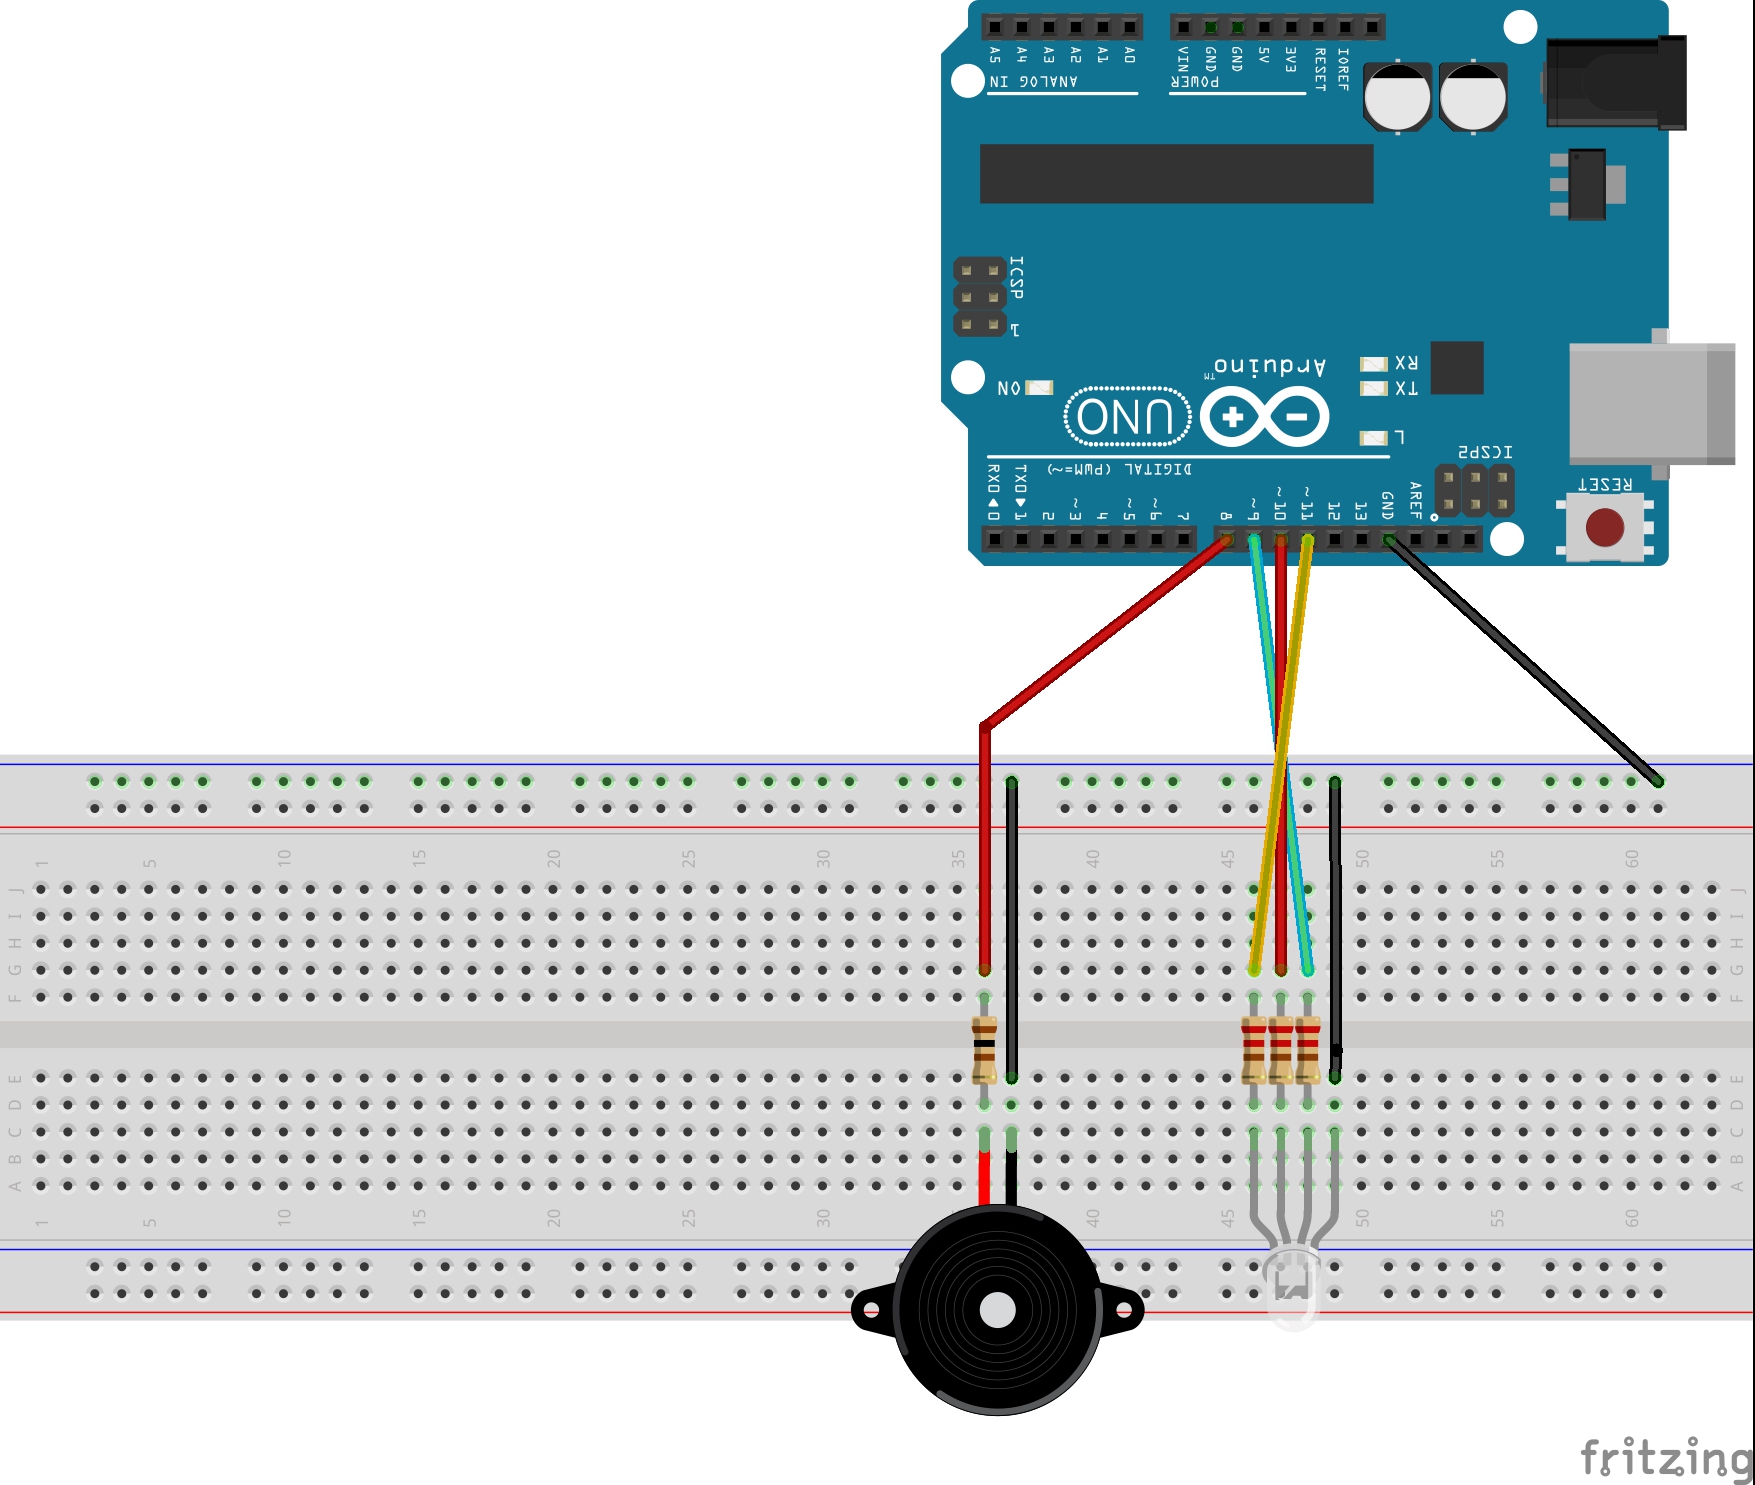 A5 A4 A3 A2 A1 A0
VIN GND GND 5V 3V3 RESET IOREF
ANALOG IN
POWER
ICSP
1
Arduino
TM
RX
TX
ON
UNO
L
ICSP2
DIGITAL (PWM=~)
RESET
RX0 0 TX0 1 2 ~3 4 ~5 ~6 7 8 ~9 ~10 ~11 12 13 GND AREF
1 5 10 15 20 25 30 35 40 45 50 55 60
J J
I I
H H
G G
F F
E E
D D
C C
B B
A A
1 5 10 15 20 25 30 40 45 50 55 60
fritzing